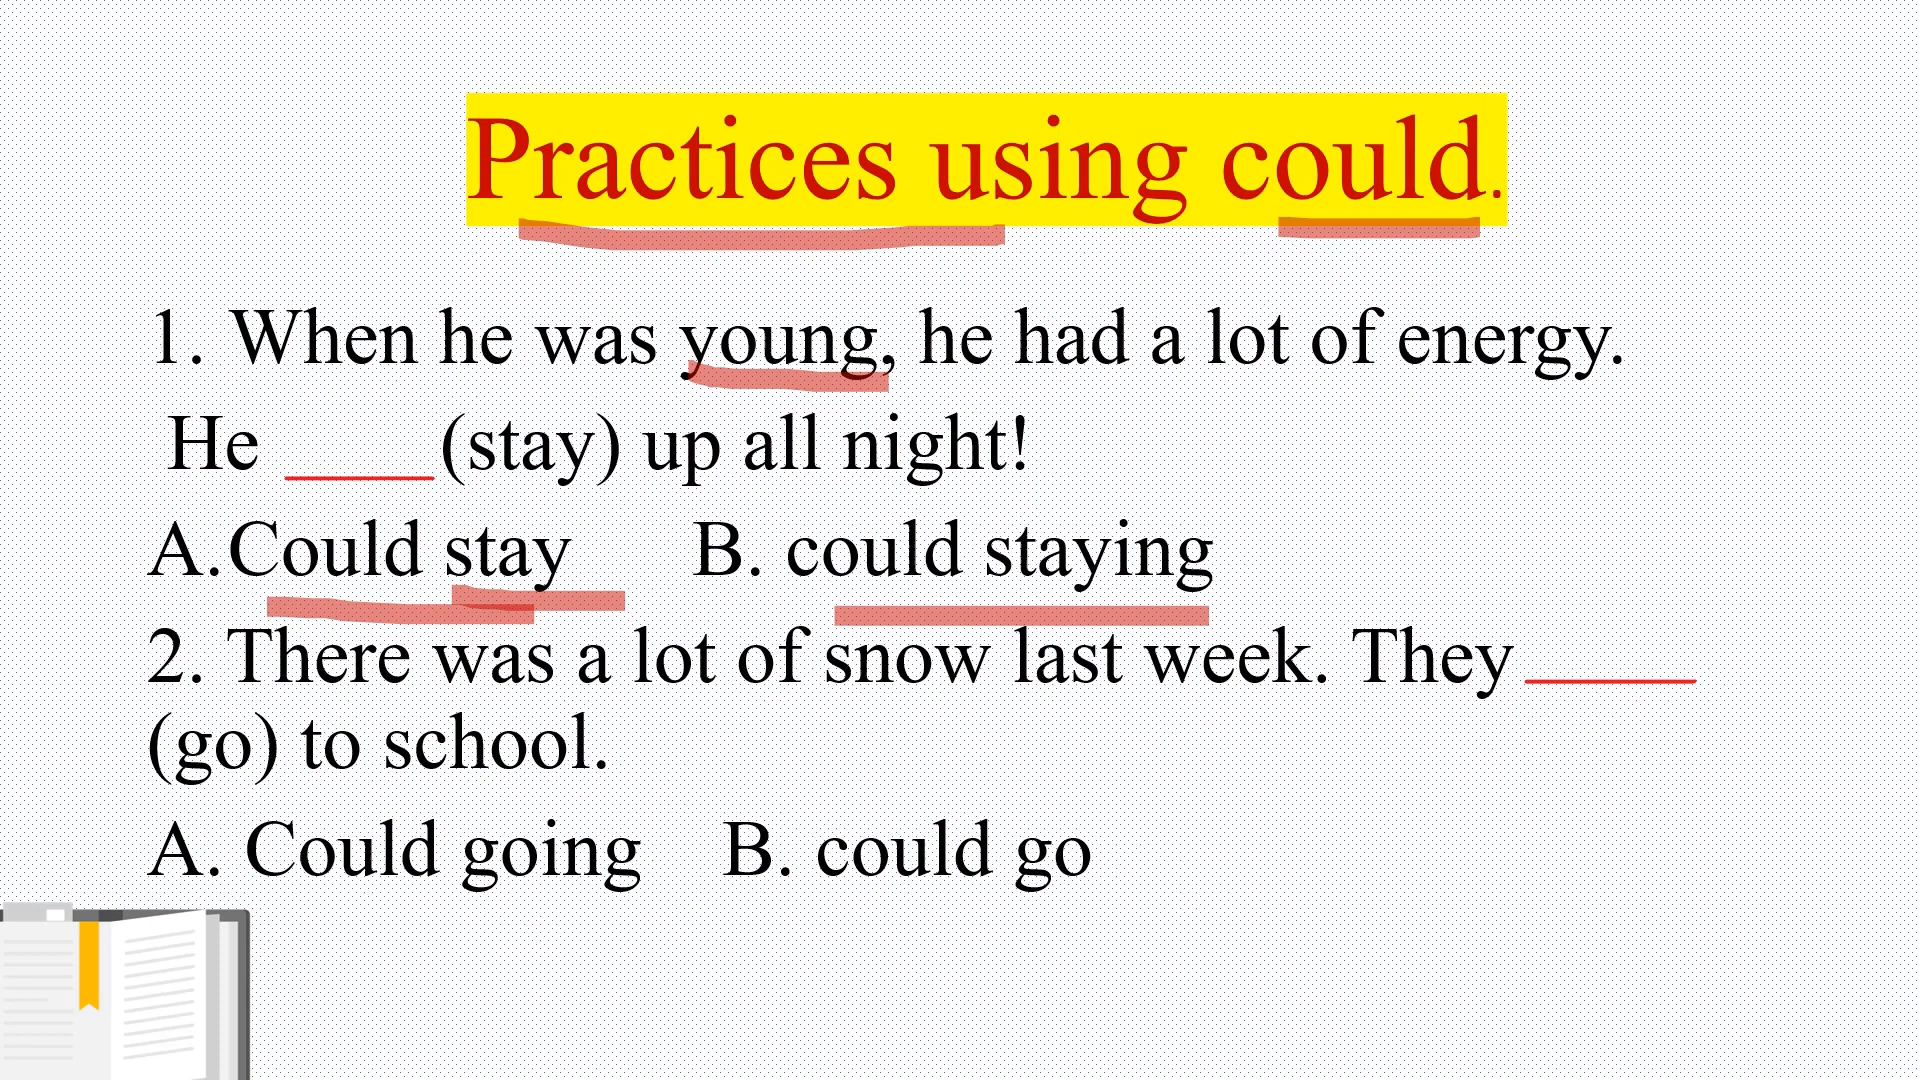 Practices using could.
1. When he was young, he had a lot of energy.
He ____ (stay) up all night!
A.Could stay B. could staying
2. There was a lot of snow last week. They ____
(go) to school.
A. Could going B. could go